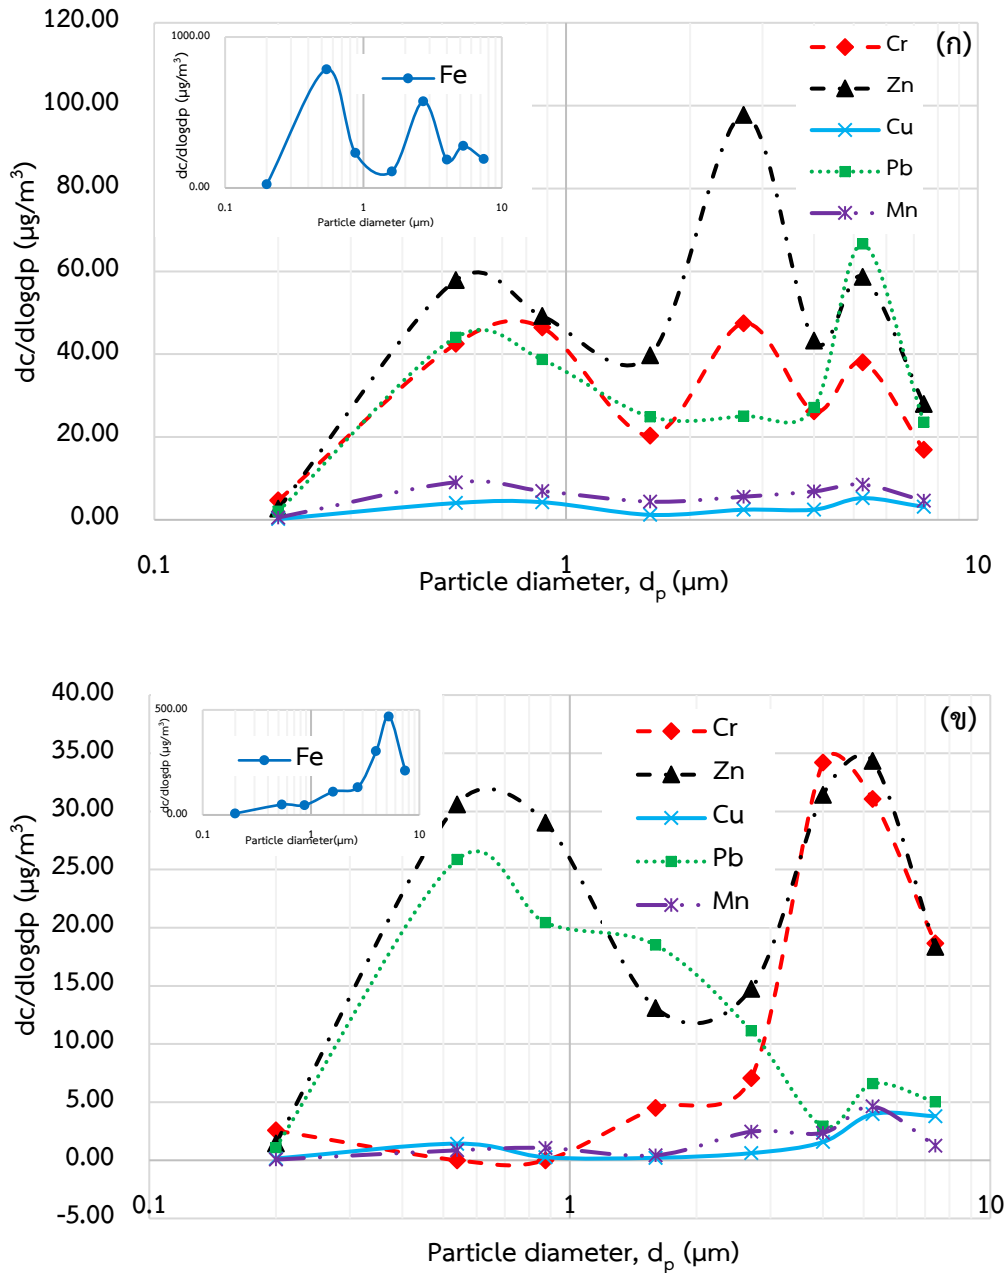 120.00
100.00
80.00
60.00
40.00
20.00
0.00
0.1
1
10
dc/dlogdp (µg/m³)
Particle diameter, dp (µm)
(ก)
Cr
Zn
Cu
Pb
Mn
1000.00
0.00
0.1
1
10
dc/dlogdp (µg/m³)
Particle diameter (µm)
Fe
40.00
35.00
30.00
25.00
20.00
15.00
10.00
5.00
0.00
-5.00
0.1
1
10
dc/dlogdp (µg/m³)
Particle diameter, dp (µm)
(ข)
Cr
Zn
Cu
Pb
Mn
500.00
0.00
0.1
1
10
dc/dlogdp (µg/m³)
Particle diameter(µm)
Fe